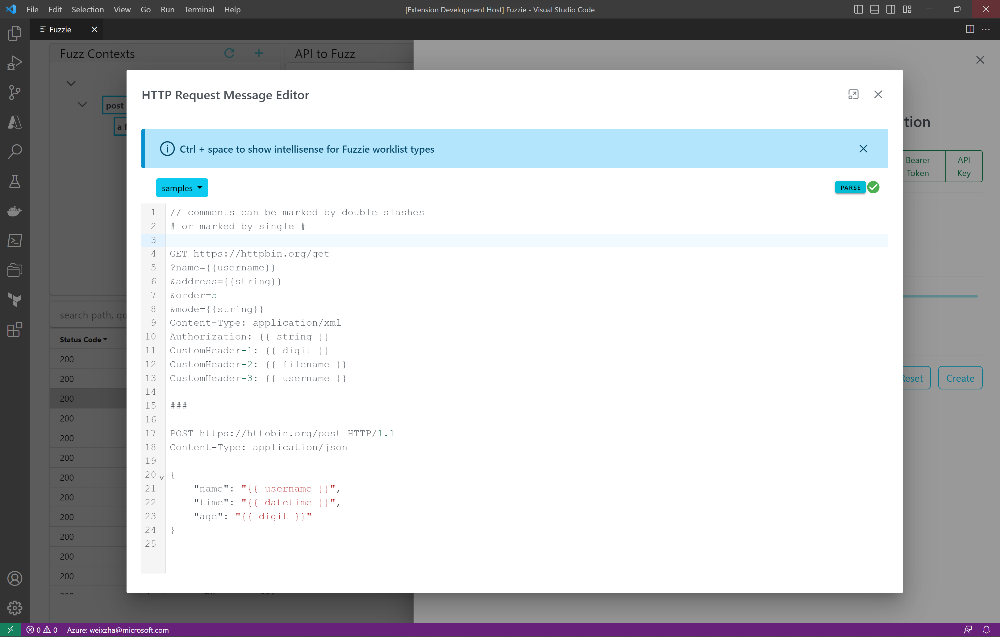 File Edit Selection View Go Run Terminal Help
[Extension Development Host] Fuzzie - Visual Studio Code
Fuzzie
Fuzz Contexts
API to Fuzz
post
a
HTTP Request Message Editor
tion
Ctrl + space to show intellisense for Fuzzie worklist types
Bearer Token
API Key
samples
PARSE
1 // comments can be marked by double slashes
2 # or marked by single #
3
4 GET https://httpbin.org/get
5 ?name={{username}}
6 &address={{string}}
7 &order=5
8 &mode={{string}}
9 Content-Type: application/xml
10 Authorization: {{ string }}
11 CustomHeader-1: {{ digit }}
12 CustomHeader-2: {{ filename }}
13 CustomHeader-3: {{ username }}
14
15 ###
16
17 POST https://httobin.org/post HTTP/1.1
18 Content-Type: application/json
19
20 {
21 "name": "{{ username }}",
22 "time": "{{ datetime }}",
23 "age": "{{ digit }}"
24 }
25
search path, qu
Status Code
200
200
200
200
200
200
200
200
200
200
200
200
Reset
Create
0 0 Azure: weixzha@microsoft.com